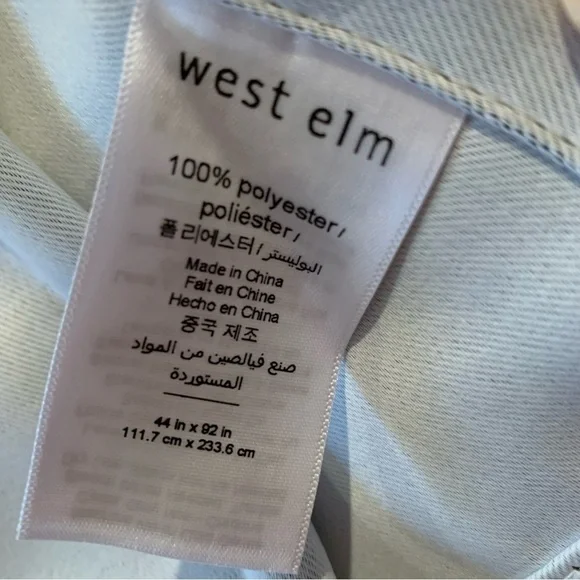 west elm
100% polyester/
poliéster/
폴리에스터/البوليستر
Made in China
Fait en Chine
Hecho en China
중국 제조
صنع فيالصين من المواد
المستوردة
44 in x 92 in
111.7 cm x 233.6 cm